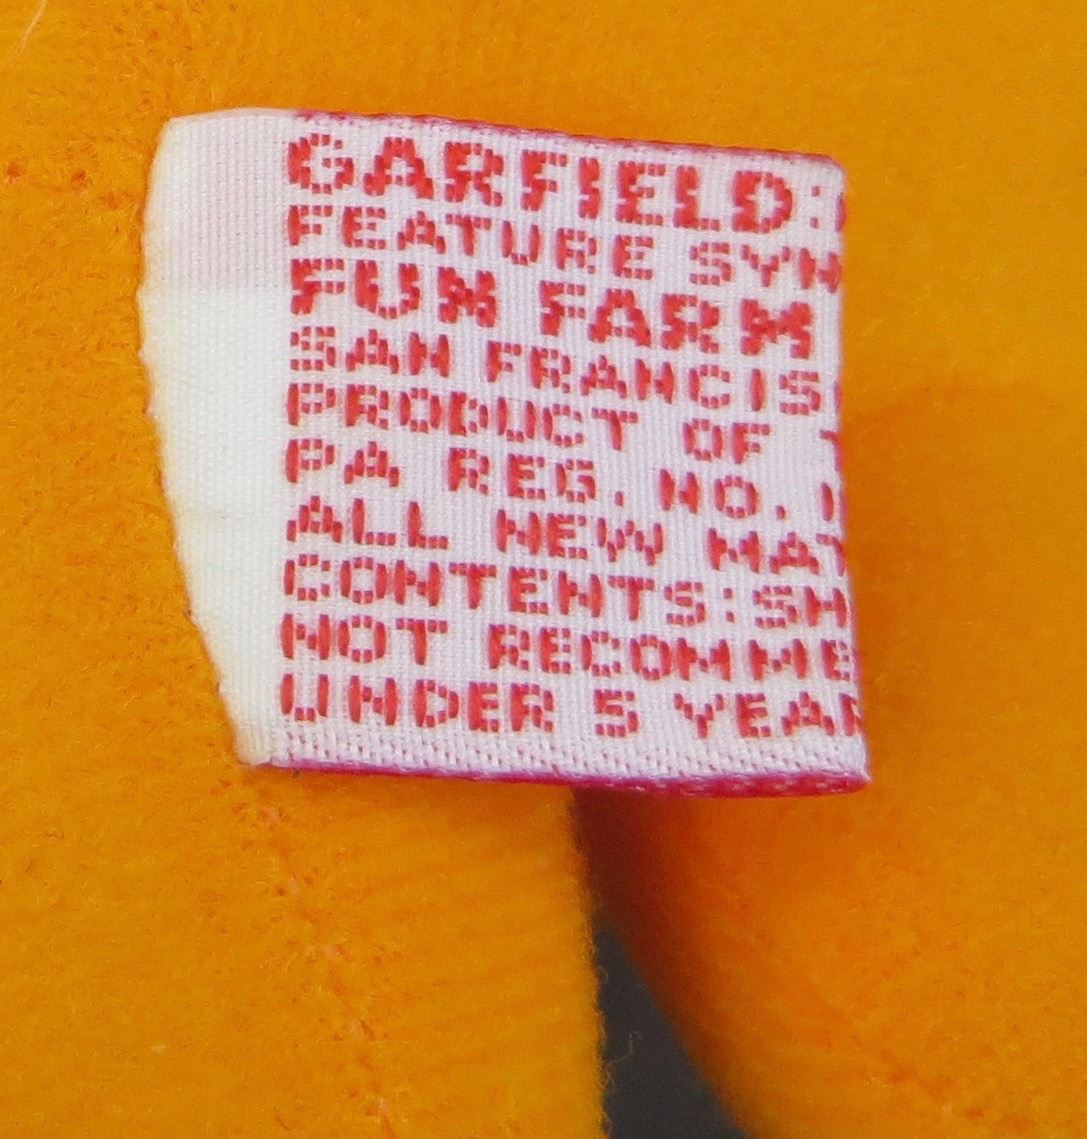 GARFIELD:
FEATURE SYN
FUN FARM
SAN FRANCIS
PRODUCT OF
PA REG. NO.
ALL NEW MAT
CONTENTS:SH
NOT RECOMME
UNDER 5 YEAR